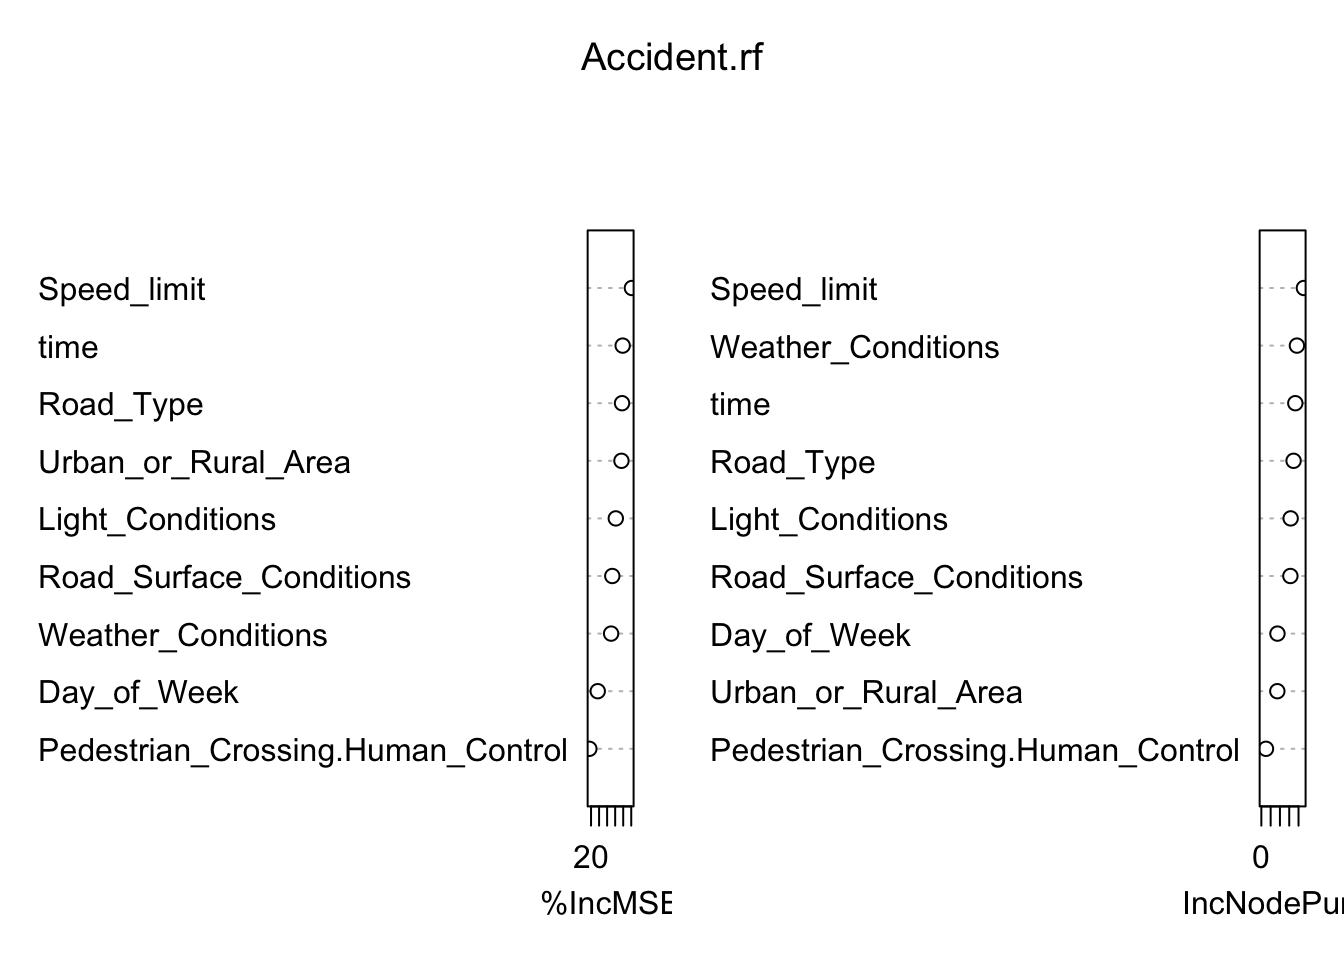 Accident.rf
Speed_limit
time
Road_Type
Urban_or_Rural_Area
Light_Conditions
Road_Surface_Conditions
Weather_Conditions
Day_of_Week
Pedestrian_Crossing.Human_Control
20
%IncMSE
Speed_limit
Weather_Conditions
time
Road_Type
Light_Conditions
Road_Surface_Conditions
Day_of_Week
Urban_or_Rural_Area
Pedestrian_Crossing.Human_Control
0
IncNodePur